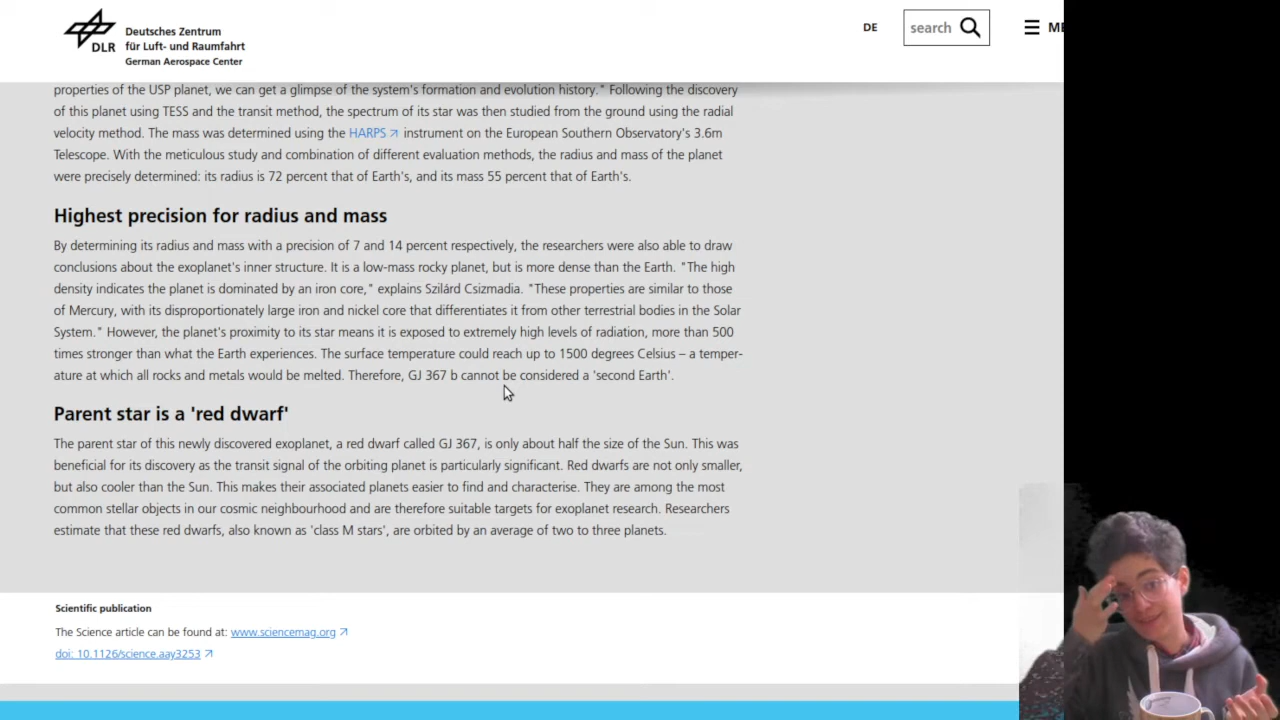 Deutsches Zentrum
für Luft- und Raumfahrt
German Aerospace Center
DLR
DE
search
ME
properties of the USP planet, we can get a glimpse of the system's formation and evolution history." Following the discovery
of this planet using TESS and the transit method, the spectrum of its star was then studied from the ground using the radial
velocity method. The mass was determined using the HARPS instrument on the European Southern Observatory's 3.6m
Telescope. With the meticulous study and combination of different evaluation methods, the radius and mass of the planet
were precisely determined: its radius is 72 percent that of Earth's, and its mass 55 percent that of Earth's.
Highest precision for radius and mass
By determining its radius and mass with a precision of 7 and 14 percent respectively, the researchers were also able to draw
conclusions about the exoplanet's inner structure. It is a low-mass rocky planet, but is more dense than the Earth. "The high
density indicates the planet is dominated by an iron core," explains Szilárd Csizmadia. "These properties are similar to those
of Mercury, with its disproportionately large iron and nickel core that differentiates it from other terrestrial bodies in the Solar
System." However, the planet's proximity to its star means it is exposed to extremely high levels of radiation, more than 500
times stronger than what the Earth experiences. The surface temperature could reach up to 1500 degrees Celsius – a temper-
ature at which all rocks and metals would be melted. Therefore, GJ 367 b cannot be considered a 'second Earth'.
Parent star is a 'red dwarf'
The parent star of this newly discovered exoplanet, a red dwarf called GJ 367, is only about half the size of the Sun. This was
beneficial for its discovery as the transit signal of the orbiting planet is particularly significant. Red dwarfs are not only smaller,
but also cooler than the Sun. This makes their associated planets easier to find and characterise. They are among the most
common stellar objects in our cosmic neighbourhood and are therefore suitable targets for exoplanet research. Researchers
estimate that these red dwarfs, also known as 'class M stars', are orbited by an average of two to three planets.
Scientific publication
The Science article can be found at: www.sciencemag.org
doi: 10.1126/science.aay3253